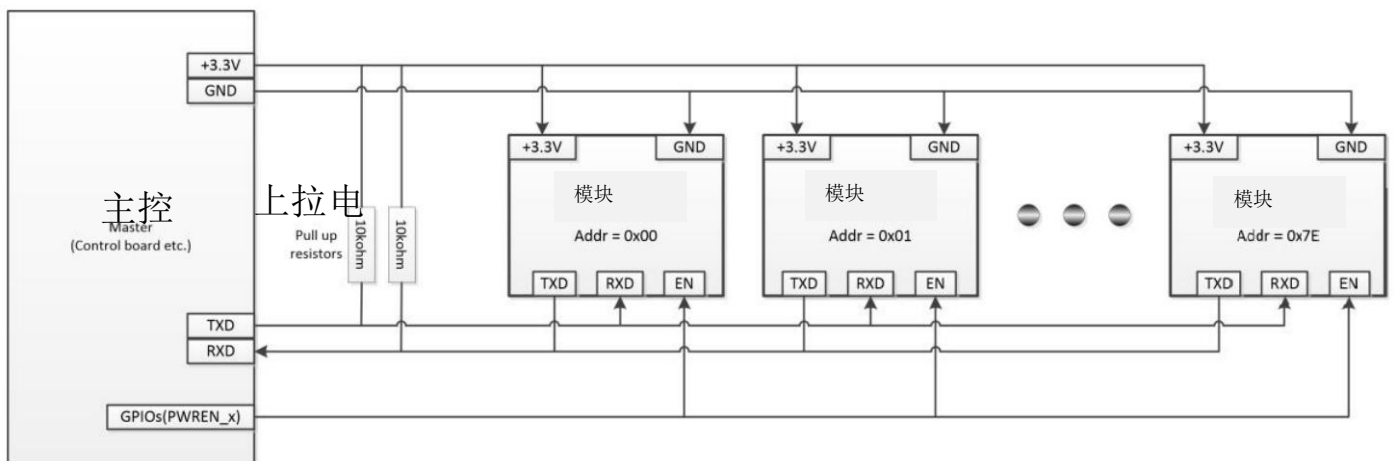 +3.3V
GND
主控
Master
(Control board etc.)
上拉电
Pull up
resistors
10kohm
10kohm
TXD
RXD
GPIOs(PWREN_x)
+3.3V
GND
模块
Addr = 0x00
TXD
RXD
EN
+3.3V
GND
模块
Addr = 0x01
TXD
RXD
EN
+3.3V
GND
模块
Addr = 0x7E
TXD
RXD
EN